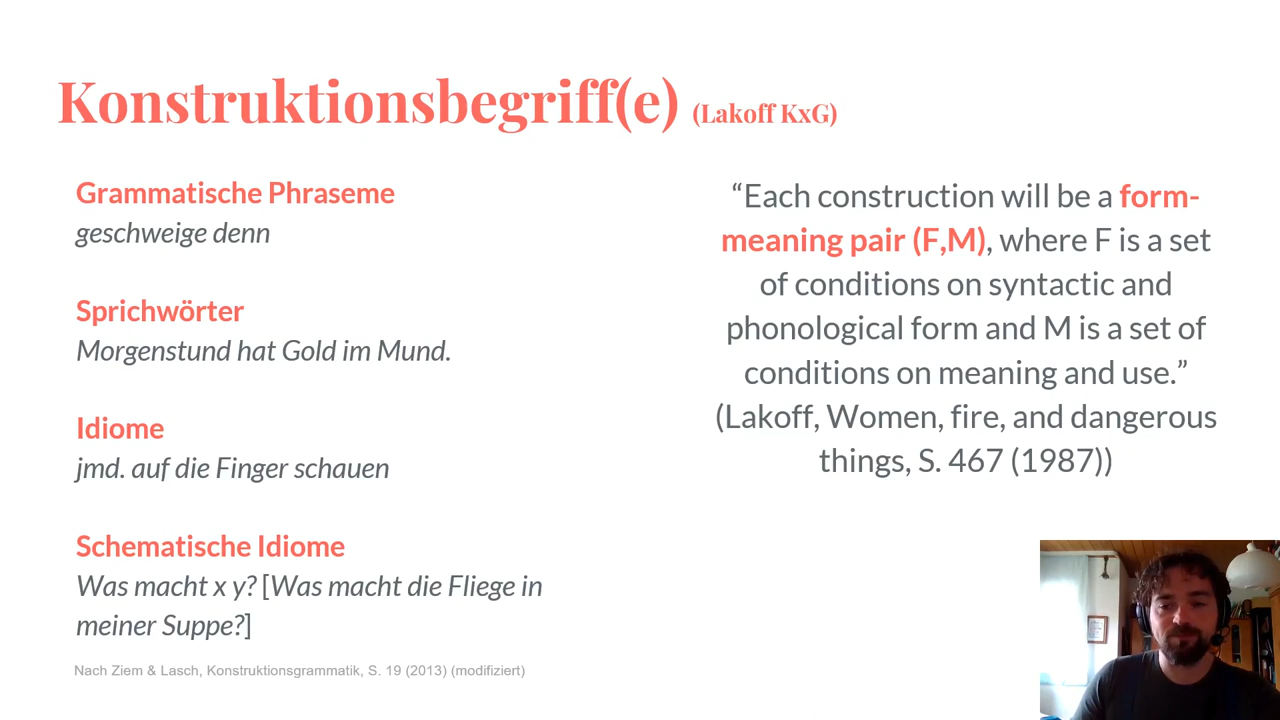 Konstruktionsbegriff(e) (Lakoff KxG)
Grammatische Phraseme
geschweige denn
Sprichwörter
Morgenstund hat Gold im Mund.
Idiome
jmd. auf die Finger schauen
Schematische Idiome
Was macht x y? [Was macht die Fliege in
meiner Suppe?]
Nach Ziem & Lasch, Konstruktionsgrammatik, S. 19 (2013) (modifiziert)
“Each construction will be a form-
meaning pair (F,M), where F is a set
of conditions on syntactic and
phonological form and M is a set of
conditions on meaning and use.”
(Lakoff, Women, fire, and dangerous
things, S. 467 (1987))